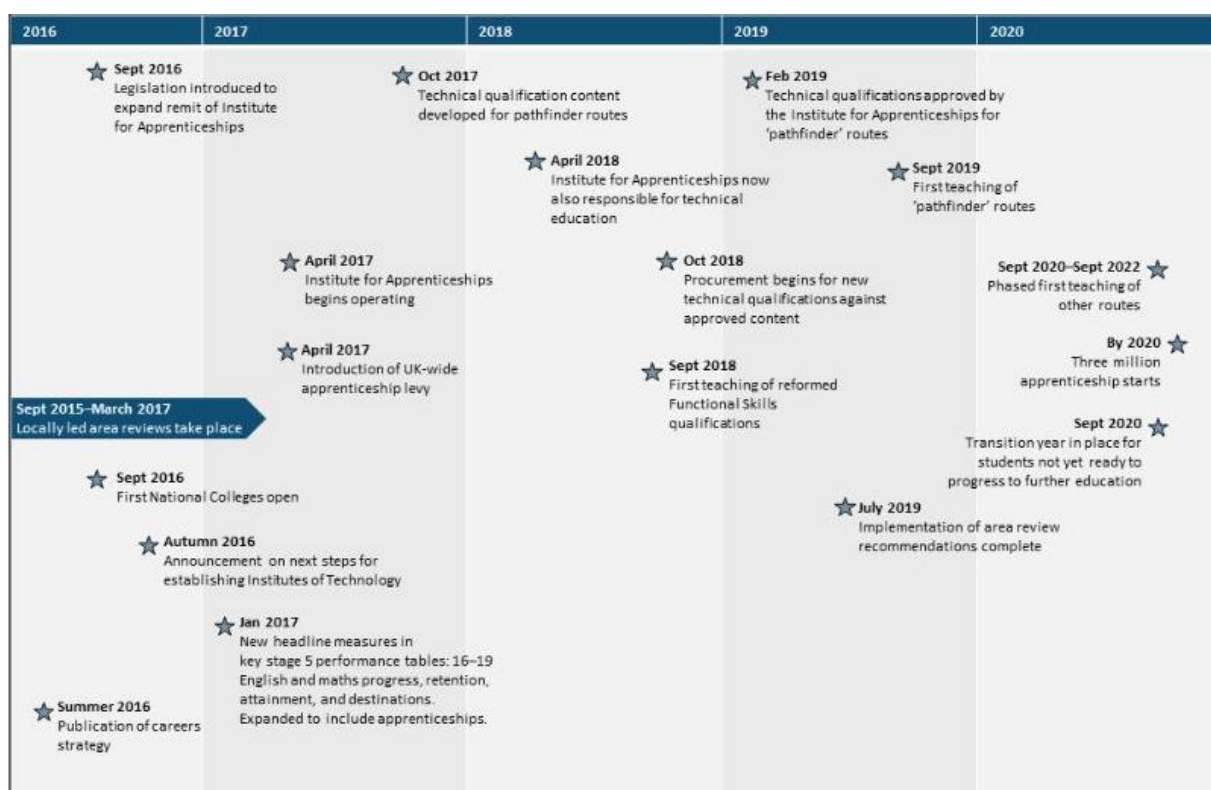 2016 2017 2018 2019 2020
Sept 2016
Legislation introduced to
expand remit of Institute
for Apprenticeships
Oct 2017
Technical qualification content
developed for pathfinder routes
Feb 2019
Technical qualifications approved by
the Institute for Apprenticeships for
‘pathfinder’ routes
April 2018
Institute for Apprenticeships now
also responsible for technical
education
Sept 2019
First teaching of
‘pathfinder’ routes
April 2017
Institute for Apprenticeships
begins operating
Oct 2018
Procurement begins for new
technical qualifications against
approved content
Sept 2020–Sept 2022
Phased first teaching of
other routes
April 2017
Introduction of UK-wide
apprenticeship levy
Sept 2018
First teaching of reformed
Functional Skills
qualifications
By 2020
Three million
apprenticeship starts
Sept 2015–March 2017
Locally led area reviews take place
Sept 2020
Transition year in place for
students not yet ready to
progress to further education
Sept 2016
First National Colleges open
July 2019
Implementation of area review
recommendations complete
Autumn 2016
Announcement on next steps for
establishing Institutes of Technology
Jan 2017
New headline measures in
key stage 5 performance tables: 16–19
English and maths progress, retention,
attainment, and destinations.
Expanded to include apprenticeships.
Summer 2016
Publication of careers
strategy